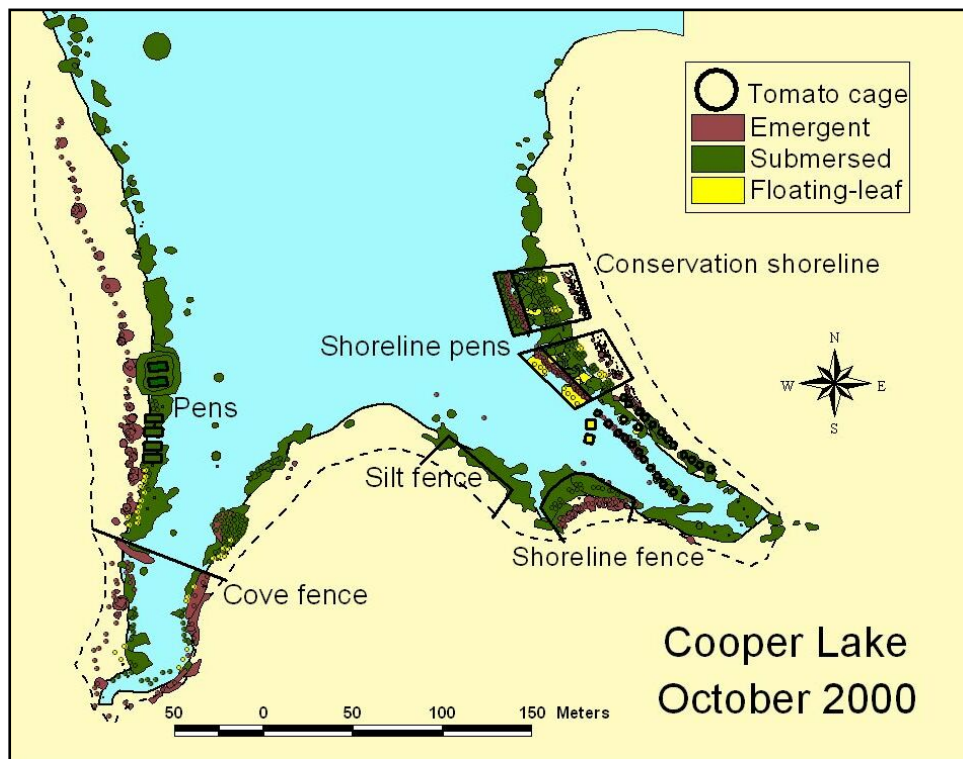 Tomato cage
Emergent
Submersed
Floating-leaf
Conservation shoreline
Shoreline pens
N
W E
S
Pens
Silt fence
Shoreline fence
Cove fence
Cooper Lake
October 2000
50 0 50 100 150 Meters